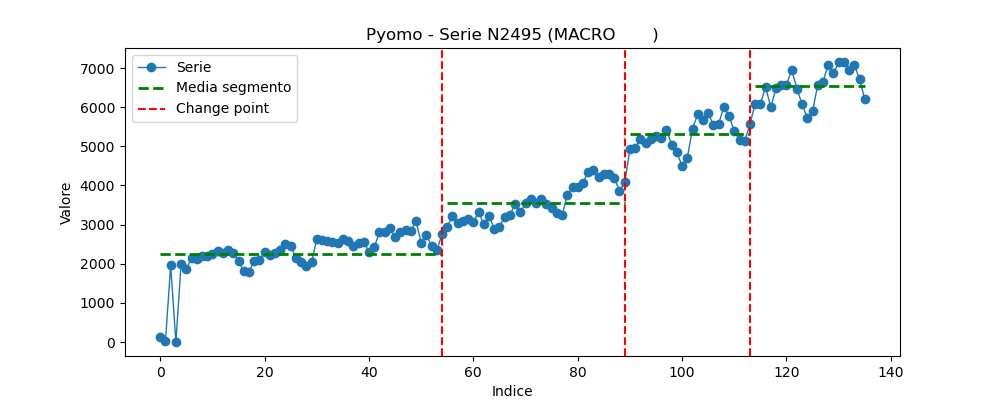 Pyomo - Serie N2495 (MACRO        )
Serie
Media segmento
Change point
Valore
7000
6000
5000
4000
3000
2000
1000
0
0 20 40 60 80 100 120 140
Indice